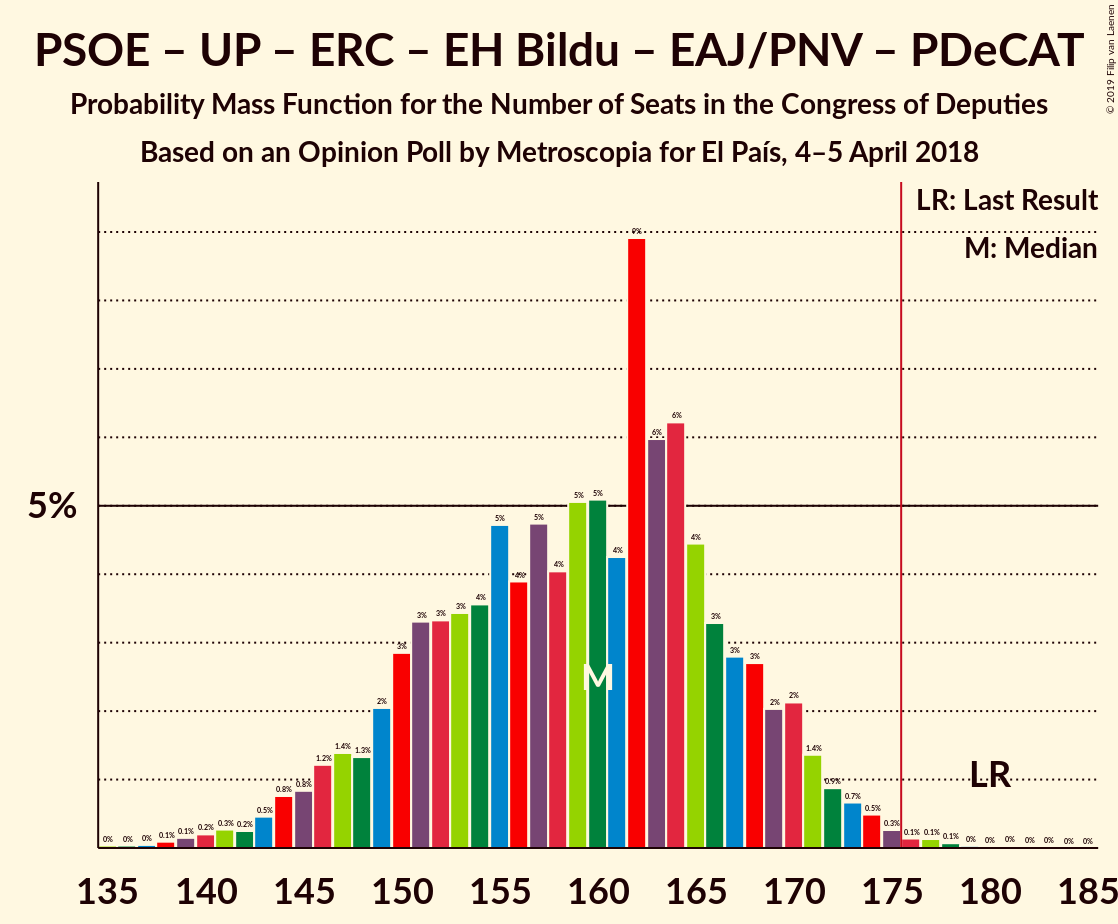 PSOE – UP – ERC – EH Bildu – EAJ/PNV – PDeCAT
Probability Mass Function for the Number of Seats in the Congress of Deputies
Based on an Opinion Poll by Metroscopia for El País, 4–5 April 2018
© 2019 Filip van Laenen
LR: Last Result
M: Median
5%
0% 0% 0% 0.1% 0.1% 0.2% 0.3% 0.2% 0.5% 0.8% 0.8% 1.2% 1.4% 1.3% 2% 3% 3% 3% 3% 4% 5% 4% 5% 4% 5% 5% 4% 9% 6% 6% 4% 3% 3% 3% 2% 2% 1.4% 0.9% 0.7% 0.5% 0.3% 0.1% 0.1% 0.1% 0% 0% 0% 0% 0% 0% 0%
M
LR
135 140 145 150 155 160 165 170 175 180 185